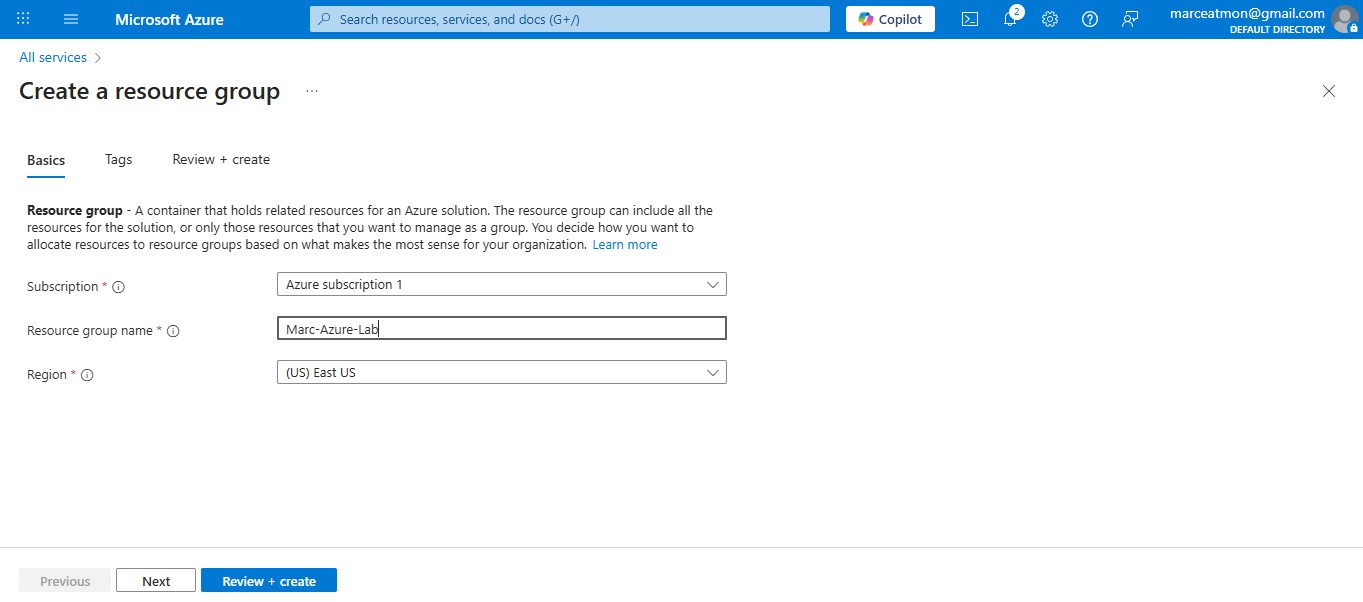 Microsoft Azure
Search resources, services, and docs (G+/)
Copilot
2
marceatmon@gmail.com
DEFAULT DIRECTORY
All services >
Create a resource group ...
Basics
Tags
Review + create
Resource group - A container that holds related resources for an Azure solution. The resource group can include all the
resources for the solution, or only those resources that you want to manage as a group. You decide how you want to
allocate resources to resource groups based on what makes the most sense for your organization. Learn more
Subscription *
Azure subscription 1
Resource group name *
Marc-Azure-Lab
Region *
(US) East US
Previous
Next
Review + create